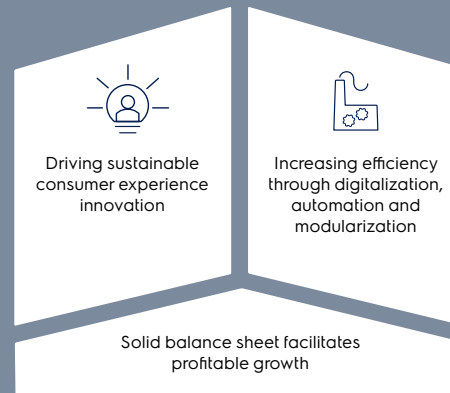 Driving sustainable
consumer experience
innovation
Increasing efficiency
through digitalization,
automation and
modularization
Solid balance sheet facilitates
profitable growth